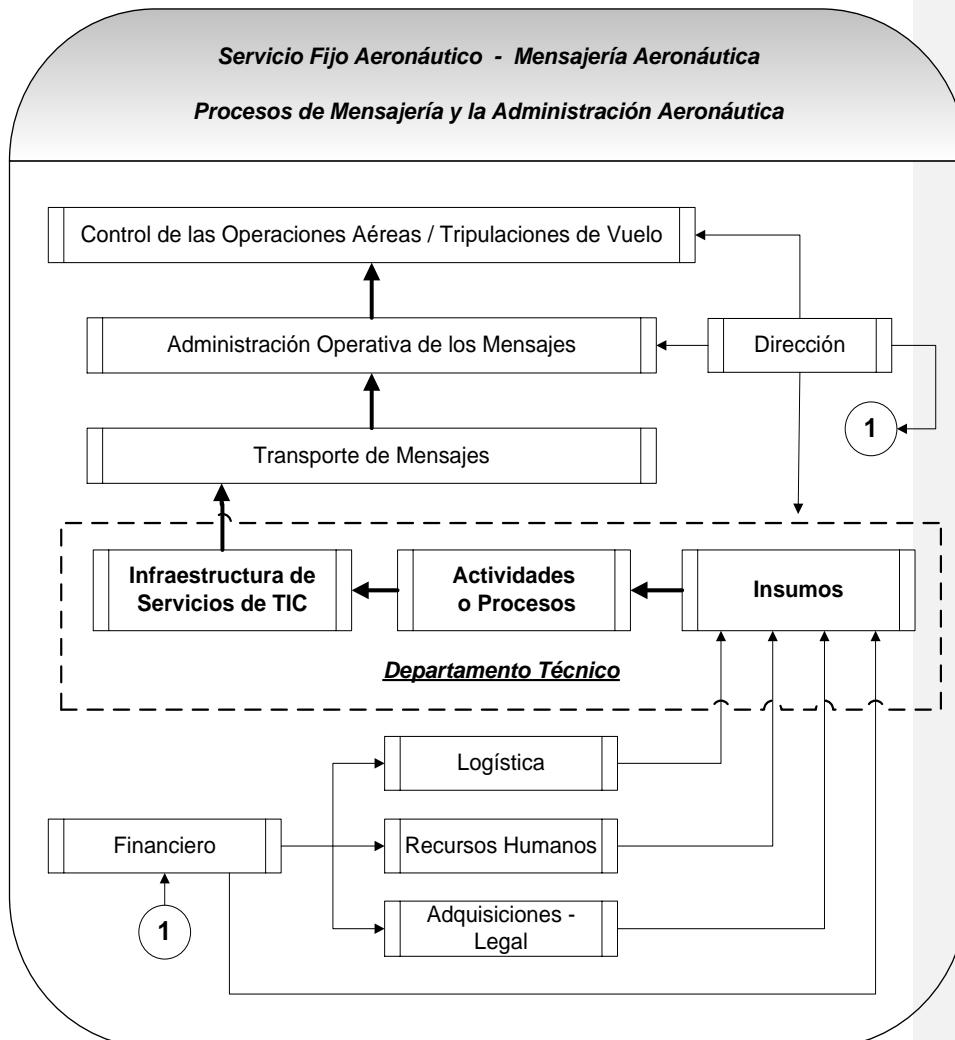 Servicio Fijo Aeronáutico - Mensajería Aeronáutica
Procesos de Mensajería y la Administración Aeronáutica
Control de las Operaciones Aéreas / Tripulaciones de Vuelo
Administración Operativa de los Mensajes
Dirección
1
Transporte de Mensajes
Infraestructura de
Servicios de TIC
Actividades
o Procesos
Insumos
Departamento Técnico
Logística
Financiero
Recursos Humanos
1
Adquisiciones -
Legal